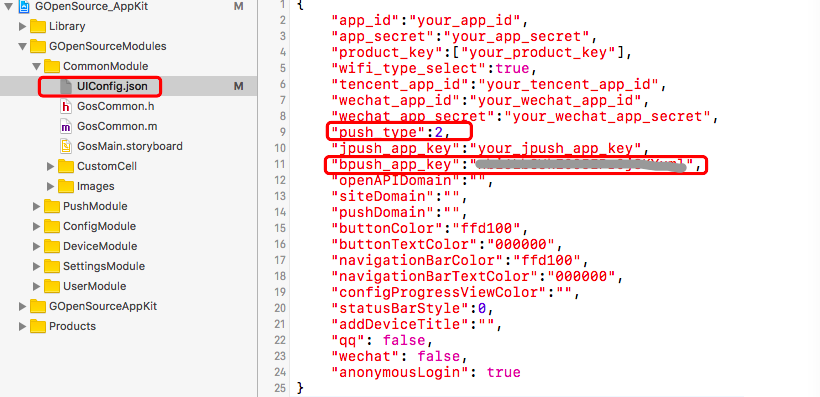 GOpenSource_AppKit M
Library
GOpenSourceModules
CommonModule
UIConfig.json M
GosCommon.h
GosCommon.m
GosMain.storyboard
CustomCell
Images
PushModule
ConfigModule
DeviceModule
SettingsModule
UserModule
GOpenSourceAppKit
Products
1 {
2 "app_id":"your_app_id",
3 "app_secret":"your_app_secret",
4 "product_key":["your_product_key"],
5 "wifi_type_select":true,
6 "tencent_app_id":"your_tencent_app_id",
7 "wechat_app_id":"your_wechat_app_id",
8 "wechat_app_secret":"your_wechat_app_secret",
9 "push_type":2,
10 "jpush_app_key":"your_jpush_app_key",
11 "bpush_app_key":"
12 "openAPIDomain":"",
13 "siteDomain":"",
14 "pushDomain":"",
15 "buttonColor":"ffd100",
16 "buttonTextColor":"000000",
17 "navigationBarColor":"ffd100",
18 "navigationBarTextColor":"000000",
19 "configProgressViewColor":"",
20 "statusBarStyle":0,
21 "addDeviceTitle":"",
22 "qq": false,
23 "wechat": false,
24 "anonymousLogin": true
25 }